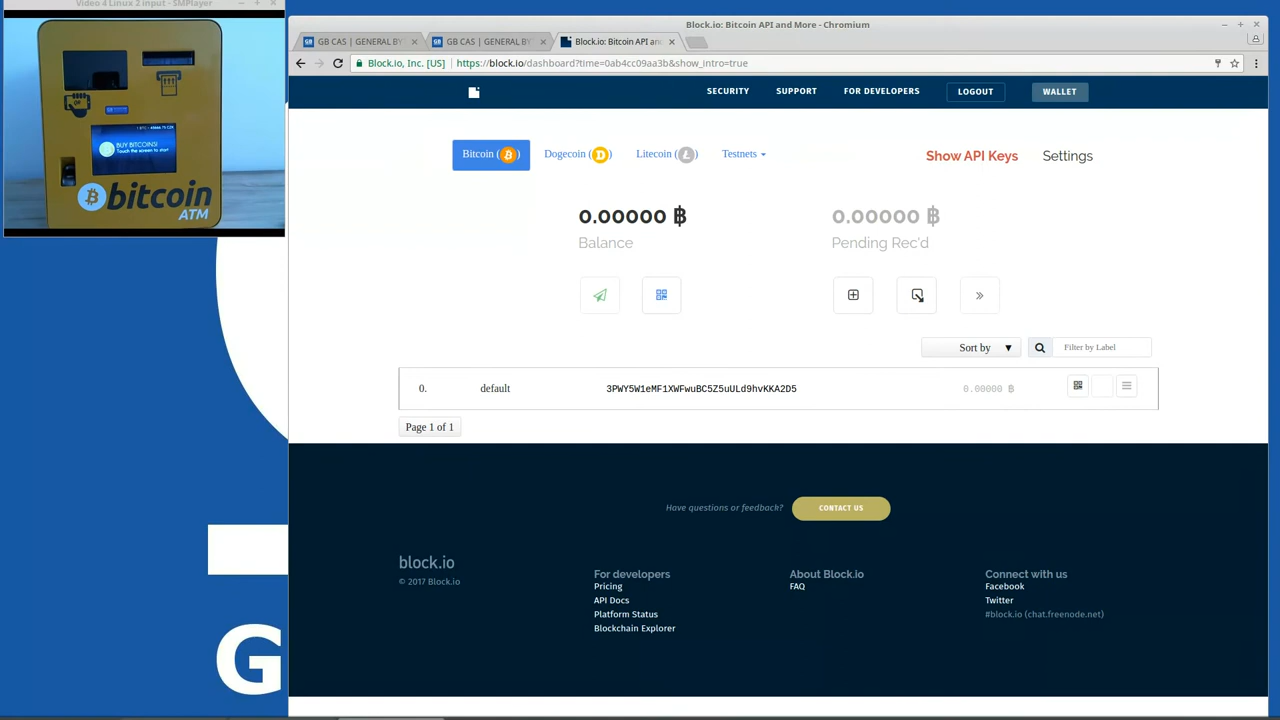 Video 4 Linux 2 input - SMPlayer
BUY BITCOINS!
Touch the screen to start
bitcoin
ATM
G
Block.io: Bitcoin API and More - Chromium
GB CAS | GENERAL BY
GB CAS | GENERAL BY
Block.io: Bitcoin API an
Block.io, Inc. [US] https://block.io/dashboard?time=0ab4cc09aa3b&show_intro=true
SECURITY SUPPORT FOR DEVELOPERS LOGOUT WALLET
Bitcoin ( ) Dogecoin ( ) Litecoin ( ) Testnets
Show API Keys Settings
0.00000 ฿ 0.00000 ฿
Balance Pending Rec'd
Sort by Filter by Label
0. default 3PWY5W1eMF1XWFwuBC5Z5uULd9hvKKA2D5 0.00000 ฿
Page 1 of 1
Have questions or feedback? CONTACT US
block.io
© 2017 Block.io
For developers
Pricing
API Docs
Platform Status
Blockchain Explorer
About Block.io
FAQ
Connect with us
Facebook
Twitter
#block.io (chat.freenode.net)